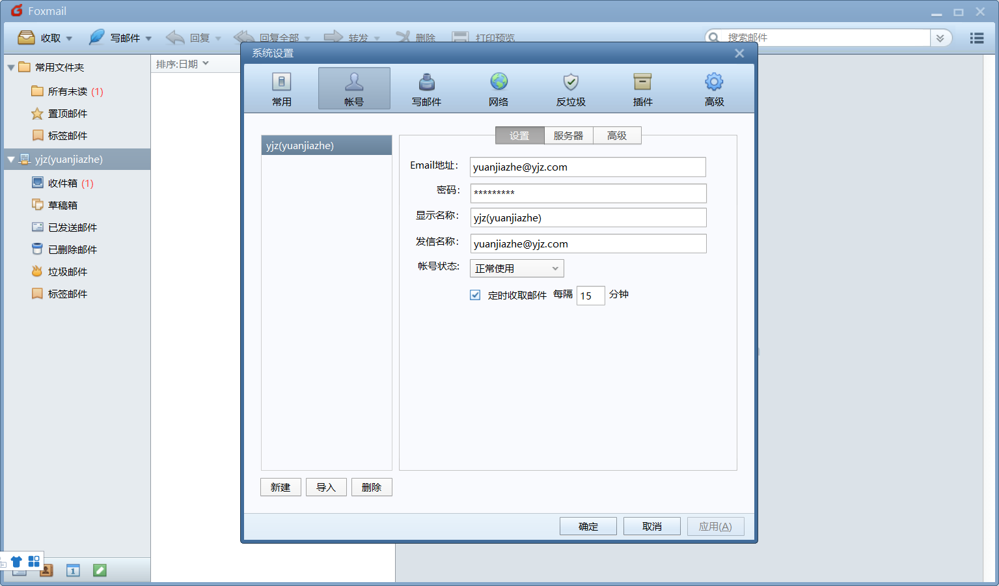 Foxmail
收取
写邮件
回复
回复全部
转发
删除
打印预览
搜索邮件
常用文件夹
所有未读 (1)
置顶邮件
标签邮件
yjz(yuanjiazhe)
收件箱 (1)
草稿箱
已发送邮件
已删除邮件
垃圾邮件
标签邮件
1
排序:日期
系统设置
常用
帐号
写邮件
网络
反垃圾
插件
高级
yjz(yuanjiazhe)
设置
服务器
高级
Email地址: yuanjiazhe@yjz.com
密码: *********
显示名称: yjz(yuanjiazhe)
发信名称: yuanjiazhe@yjz.com
帐号状态: 正常使用
定时收取邮件 每隔 15 分钟
新建
导入
删除
确定
取消
应用(A)